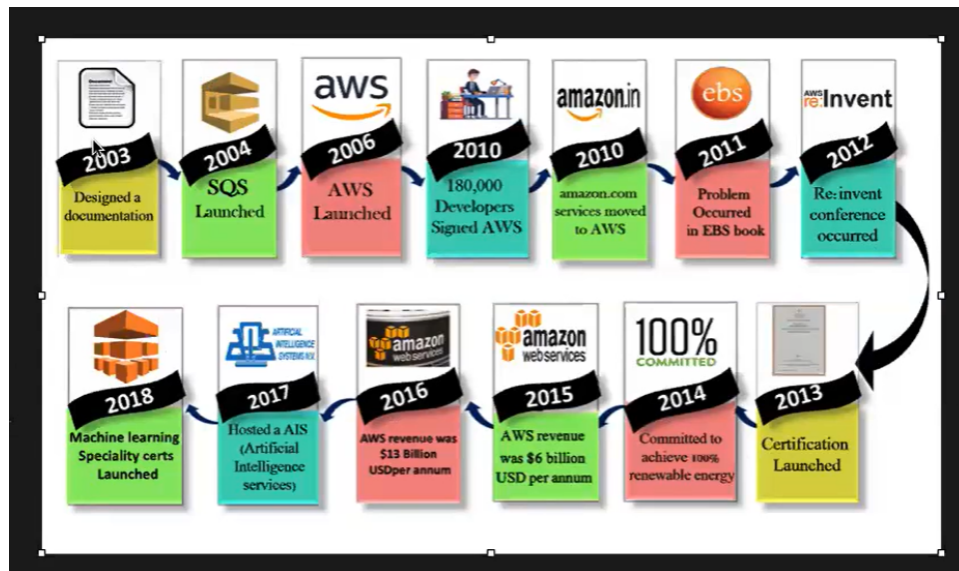 Document
2003
Designed a
documentation
2004
SQS
Launched
aws
2006
AWS
Launched
2010
180,000
Developers
Signed AWS
amazon.in
2010
amazon.com
services moved
to AWS
ebs
2011
Problem
Occurred
in EBS book
AWS
re:Invent
2012
Re:invent
conference
occurred
2013
Certification
Launched
100%
COMMITTED
2014
Committed to
achieve 100%
renewable energy
amazon
webservices
2015
AWS revenue
was $6 billion
USD per annum
amazon
webservices
2016
AWS revenue was
$13 Billion
USDper annum
ARTIFICIAL
INTELLIGENCE
SYSTEMS N.V.
2017
Hosted a AIS
(Artificial
Intelligence
services)
2018
Machine learning
Speciality certs
Launched